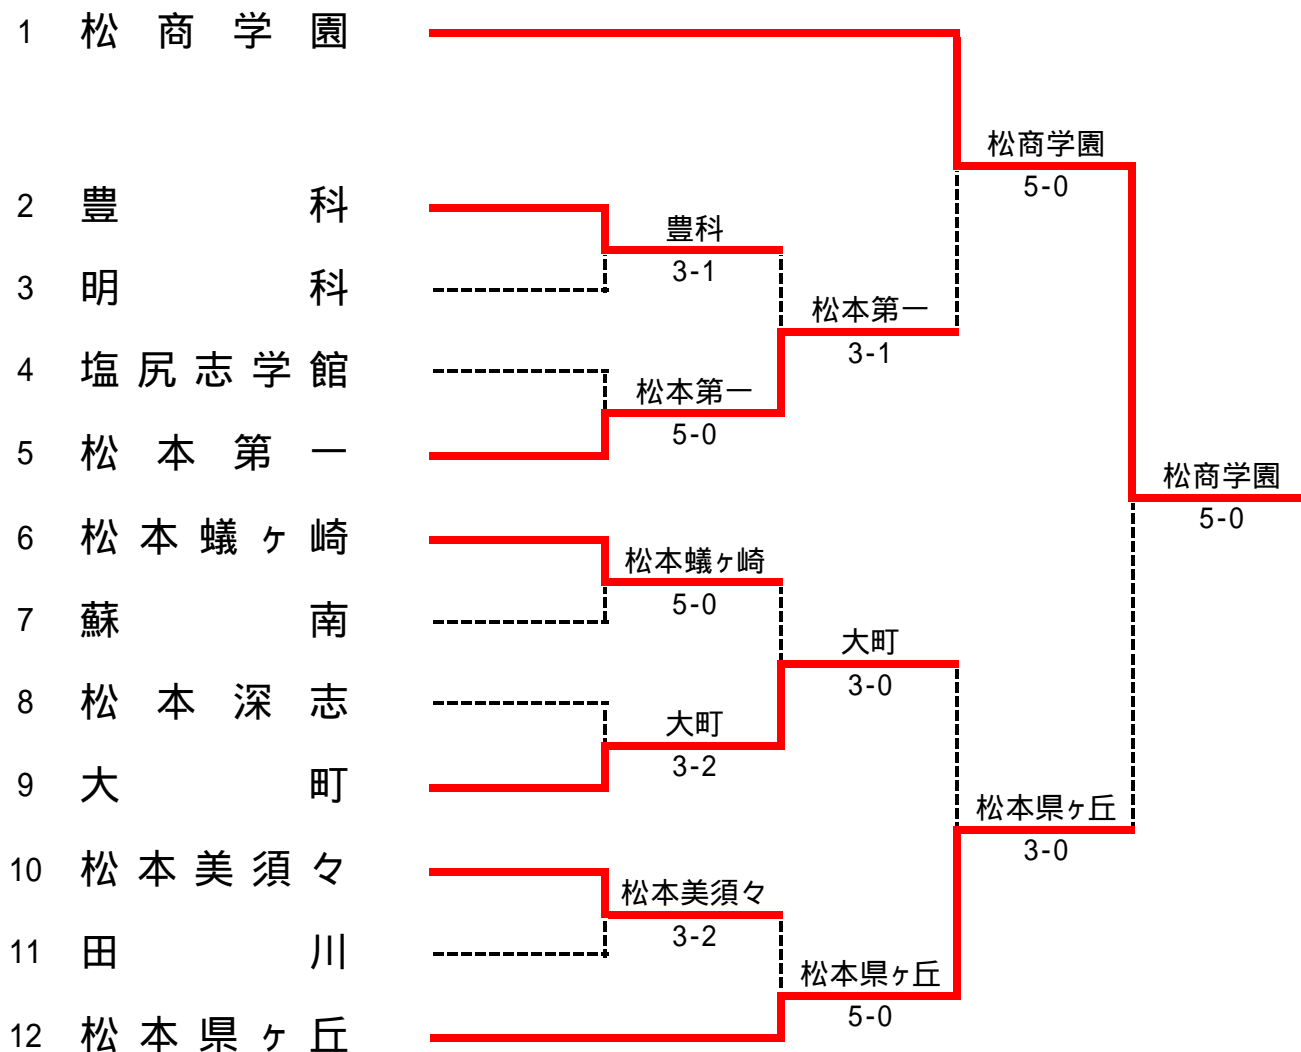 1 松商学園
松商学園
5-0
2 豊科
豊科
3-1
3 明科
松本第一
3-1
4 塩尻志学館
松本第一
5-0
5 松本第一
松商学園
5-0
6 松本蟻ヶ崎
松本蟻ヶ崎
5-0
7 蘇南
大町
3-0
8 松本深志
大町
3-2
9 大町
松本県ヶ丘
3-0
10 松本美須々
松本美須々
3-2
11 田川
松本県ヶ丘
5-0
12 松本県ヶ丘